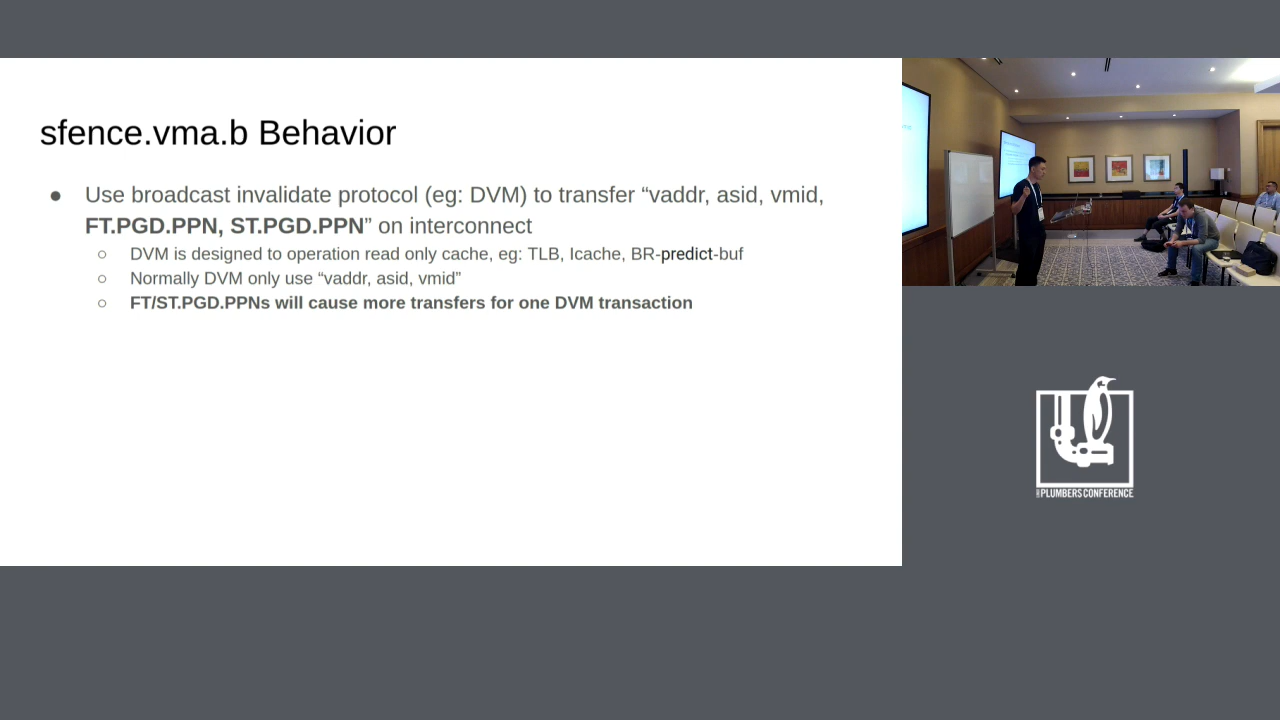 sfence.vma.b Behavior
● Use broadcast invalidate protocol (eg: DVM) to transfer “vaddr, asid, vmid,
FT.PGD.PPN, ST.PGD.PPN” on interconnect
○ DVM is designed to operation read only cache, eg: TLB, Icache, BR-predict-buf
○ Normally DVM only use “vaddr, asid, vmid”
○ FT/ST.PGD.PPNs will cause more transfers for one DVM transaction
PLUMBERS CONFERENCE